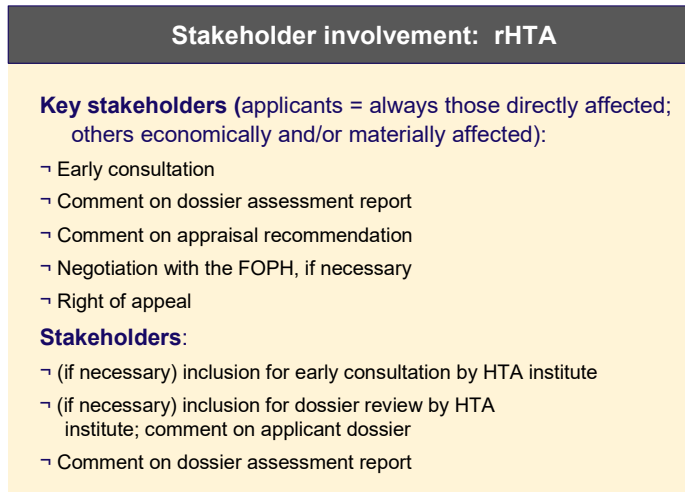 Stakeholder involvement: rHTA
Key stakeholders (applicants = always those directly affected;
others economically and/or materially affected):
¬ Early consultation
¬ Comment on dossier assessment report
¬ Comment on appraisal recommendation
¬ Negotiation with the FOPH, if necessary
¬ Right of appeal
Stakeholders:
¬ (if necessary) inclusion for early consultation by HTA institute
¬ (if necessary) inclusion for dossier review by HTA
institute; comment on applicant dossier
¬ Comment on dossier assessment report